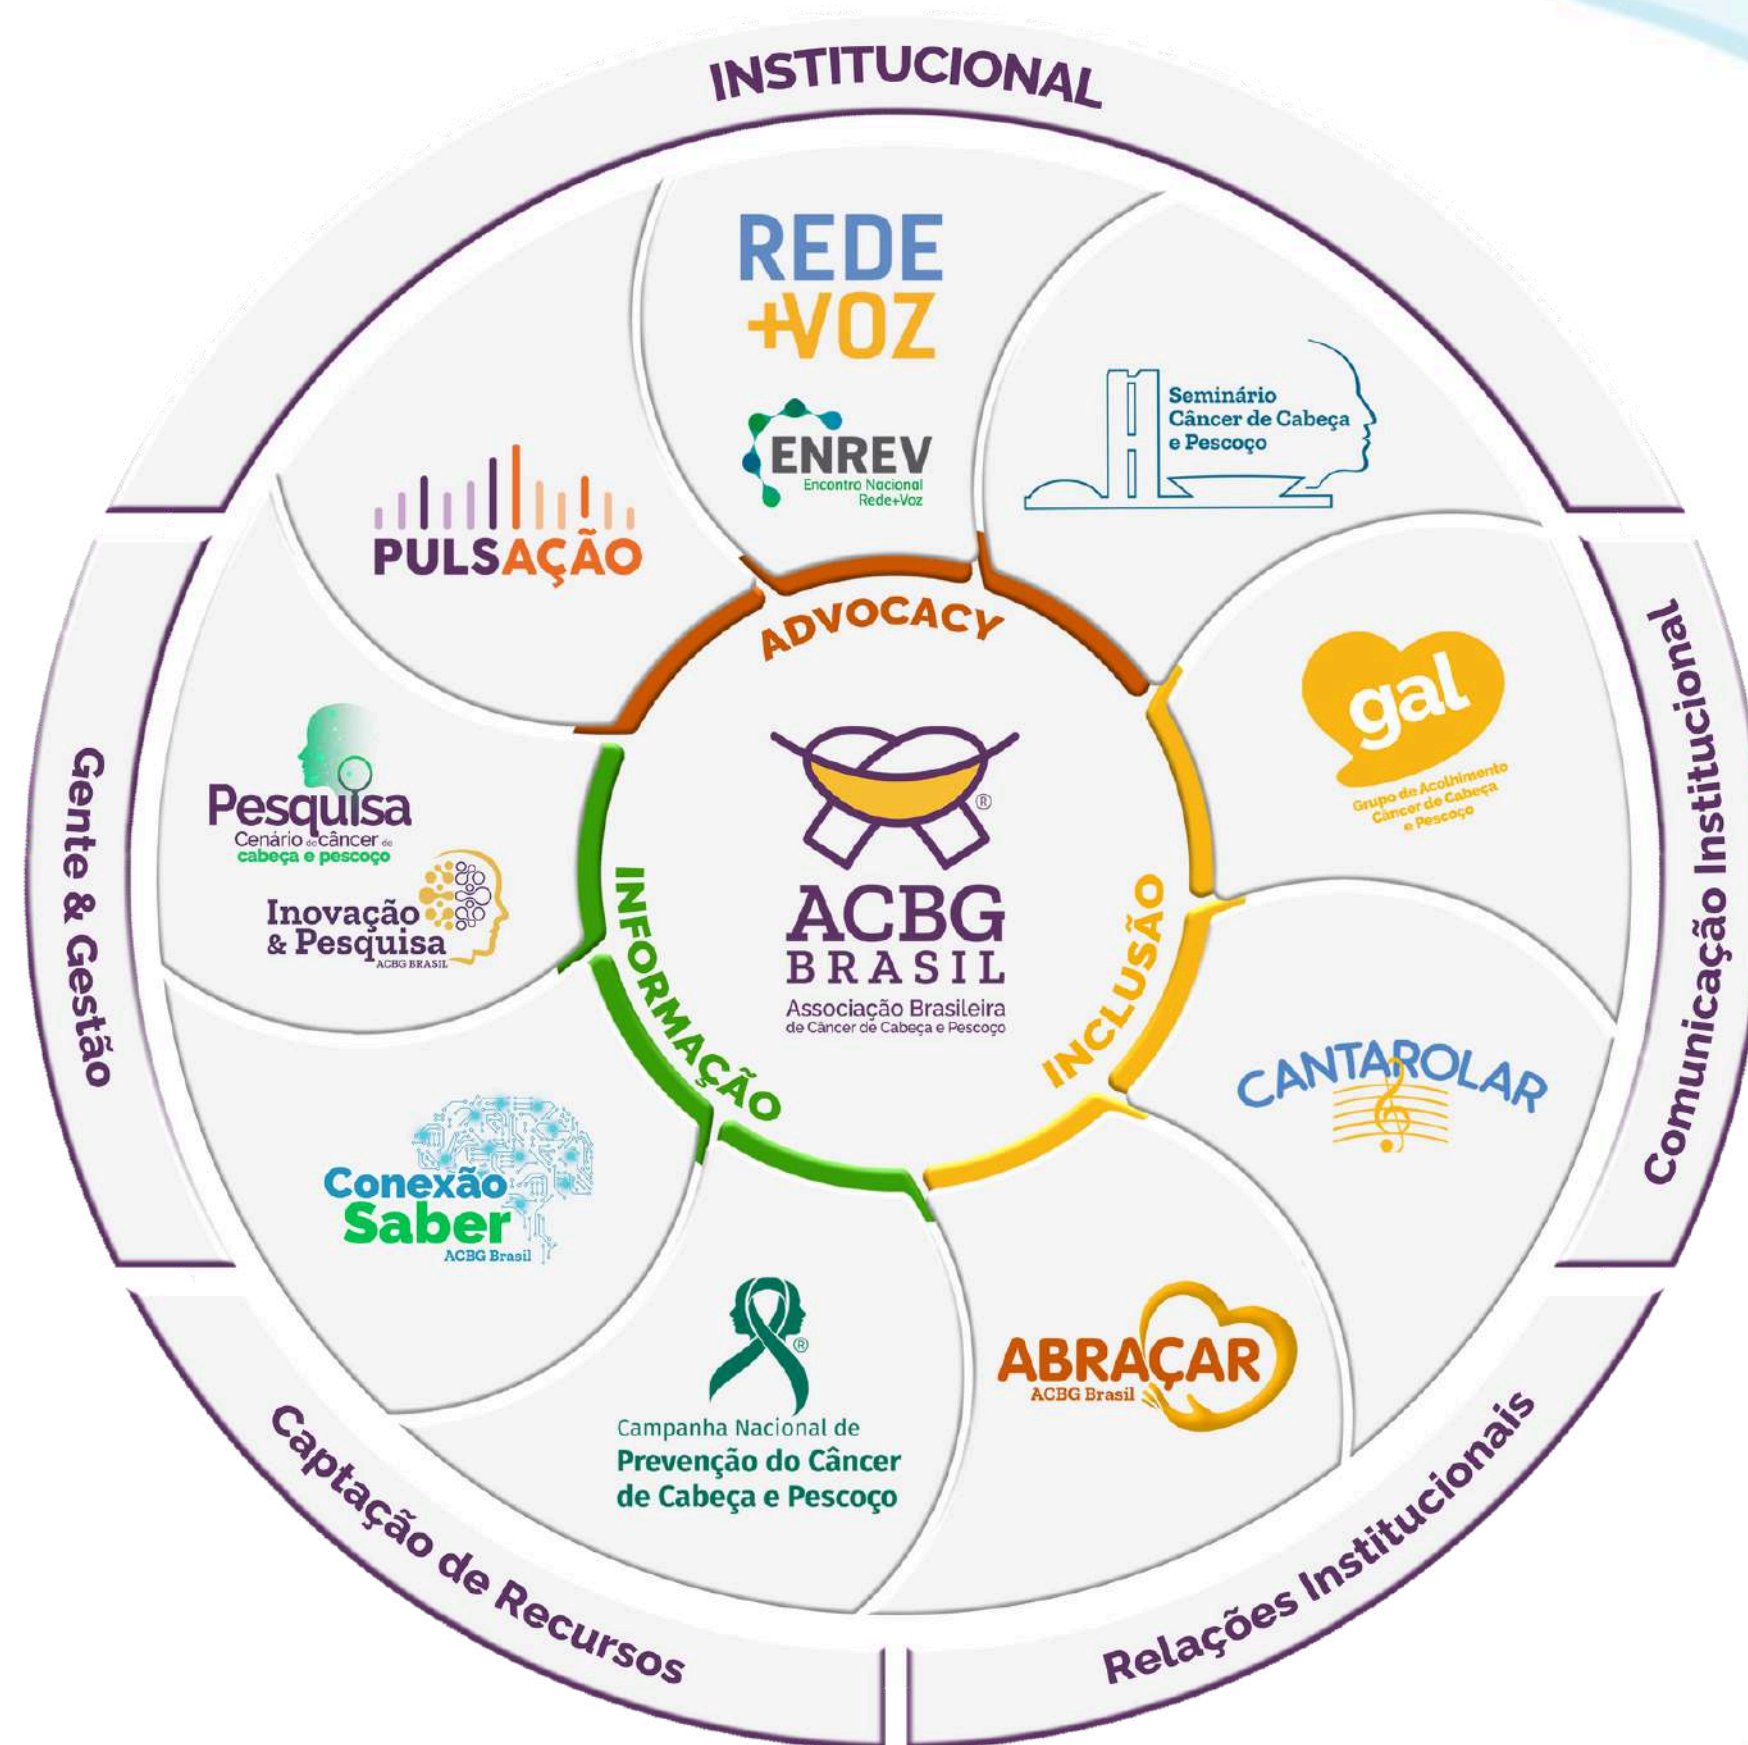 INSTITUCIONAL
REDE
+VOZ
ENREV
Encontro Nacional
Rede+Voz
Seminário
Câncer de Cabeça
e Pescoço
PULSAÇÃO
ADVOCACY
gal
Grupo de Acolhimento
Câncer de Cabeça
e Pescoço
Comunicação Institucional
Gente & Gestão
Pesquisa
Cenário do câncer de
cabeça e pescoço
Inovação
& Pesquisa
ACBG BRASIL
INFORMAÇÃO
®
ACBG
BRASIL
Associação Brasileira
de Câncer de Cabeça e Pescoço
INCLUSÃO
CANTAROLAR
Conexão
Saber
ACBG Brasil
®
Campanha Nacional de
Prevenção do Câncer
de Cabeça e Pescoço
ABRAÇAR
ACBG Brasil
Captação de Recursos
Relações Institucionais